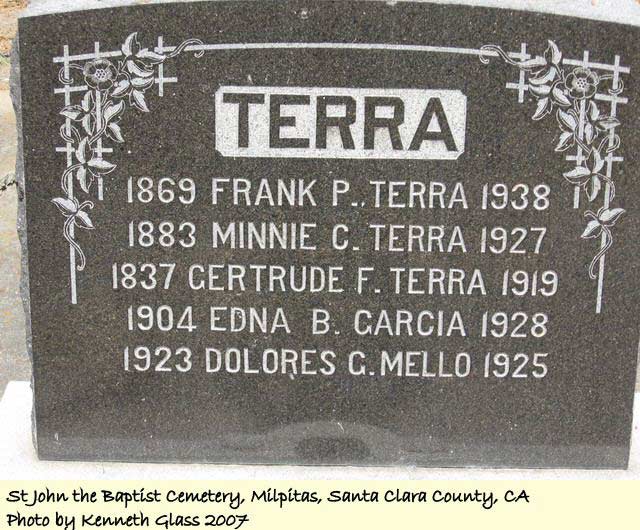 TERRA
1869 FRANK P. TERRA 1938
1883 MINNIE C. TERRA 1927
1837 GERTRUDE F. TERRA 1919
1904 EDNA B. GARCIA 1928
1923 DOLORES G. MELLO 1925
St John the Baptist Cemetery, Milpitas, Santa Clara County, CA
Photo by Kenneth Glass 2007